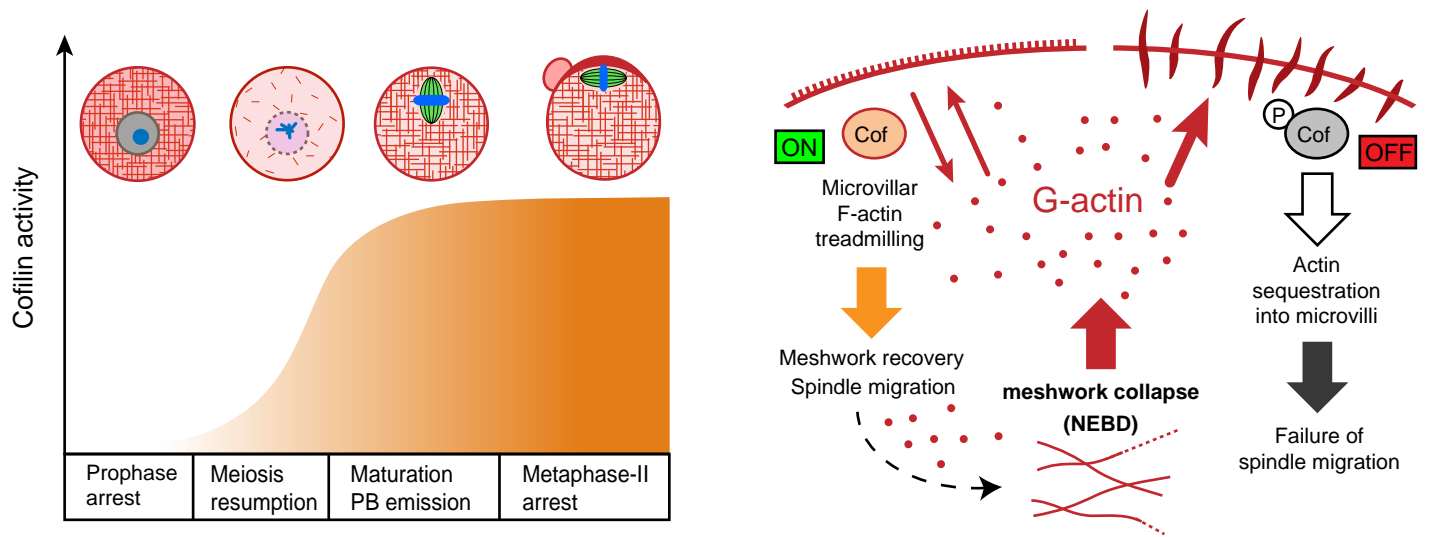 Cofilin activity
Prophase
arrest
Meiosis
resumption
Maturation
PB emission
Metaphase-II
arrest
ON
Cof
Microvillar
F-actin
treadmilling
Meshwork recovery
Spindle migration
G-actin
meshwork collapse
(NEBD)
P
Cof
OFF
Actin
sequestration
into microvilli
Failure of
spindle migration